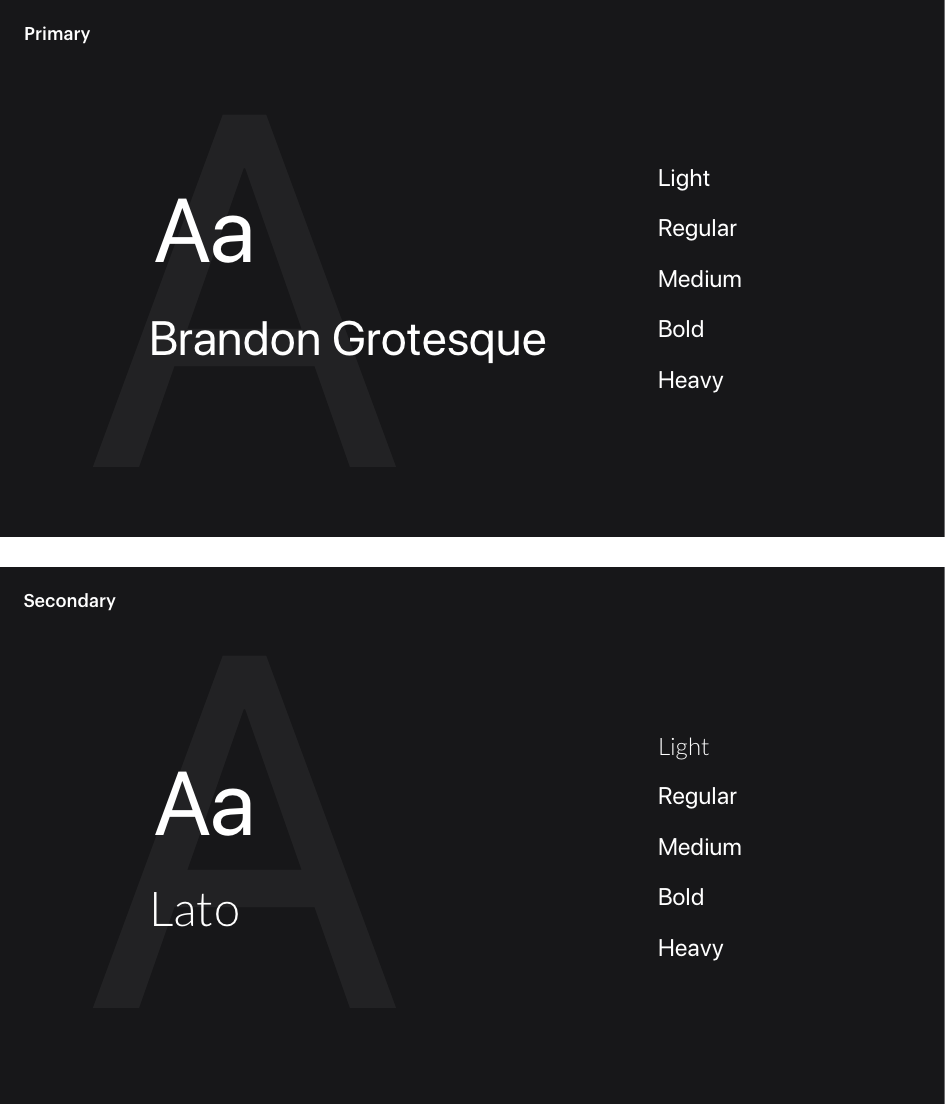 Primary
Aa
Brandon Grotesque
Light
Regular
Medium
Bold
Heavy
Secondary
Aa
Lato
Light
Regular
Medium
Bold
Heavy
A
A